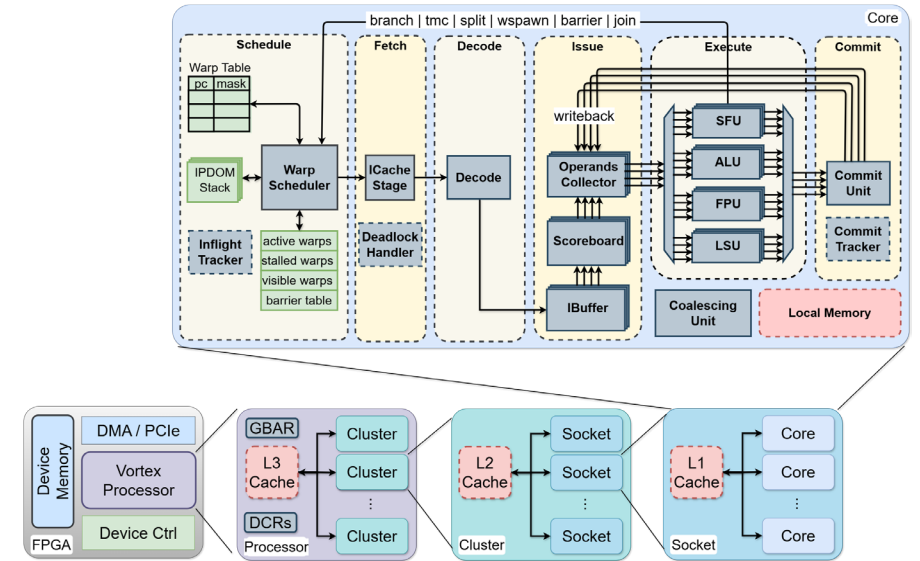 branch | tmc | split | wspawn | barrier | join
Core
Schedule
Fetch
Decode
Issue
Execute
Commit
Warp Table
pc
mask
IPDOM
Stack
Warp
Scheduler
Inflight
Tracker
active warps
stalled warps
visible warps
barrier table
ICache
Stage
Deadlock
Handler
Decode
writeback
Operands
Collector
Scoreboard
IBuffer
SFU
ALU
FPU
LSU
Commit
Unit
Commit
Tracker
Coalescing
Unit
Local Memory
Device
Memory
DMA / PCIe
Vortex
Processor
Device Ctrl
FPGA
GBAR
L3
Cache
DCRs
Processor
Cluster
Cluster
⋮
Cluster
L2
Cache
Cluster
Socket
Socket
⋮
Socket
L1
Cache
Socket
Core
Core
⋮
Core